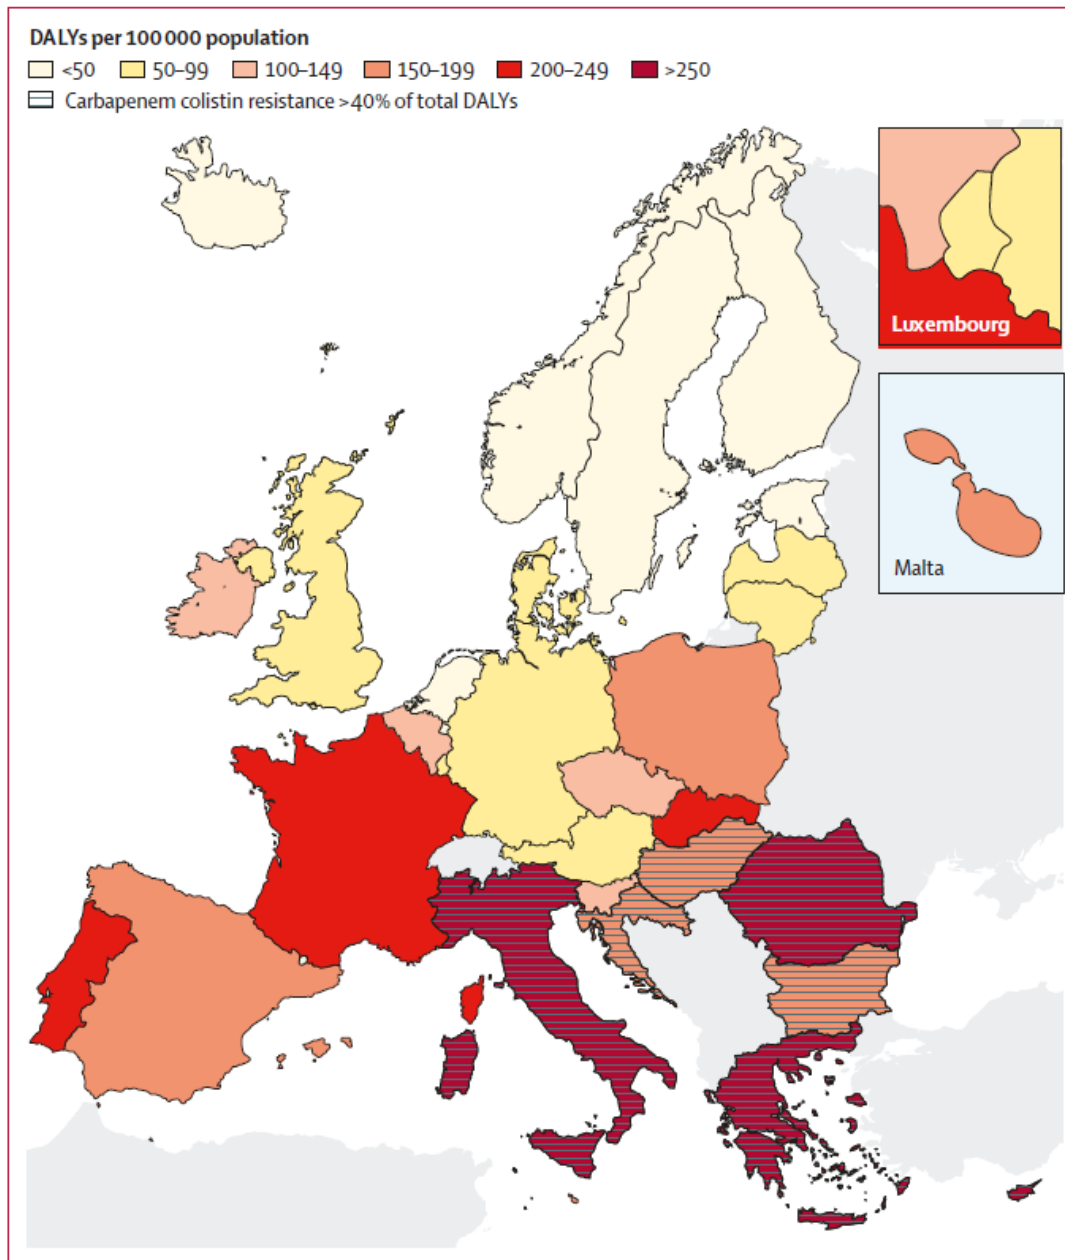 DALYs per 100 000 population
<50 50–99 100–149 150–199 200–249 >250
Carbapenem colistin resistance >40% of total DALYs
Luxembourg
Malta